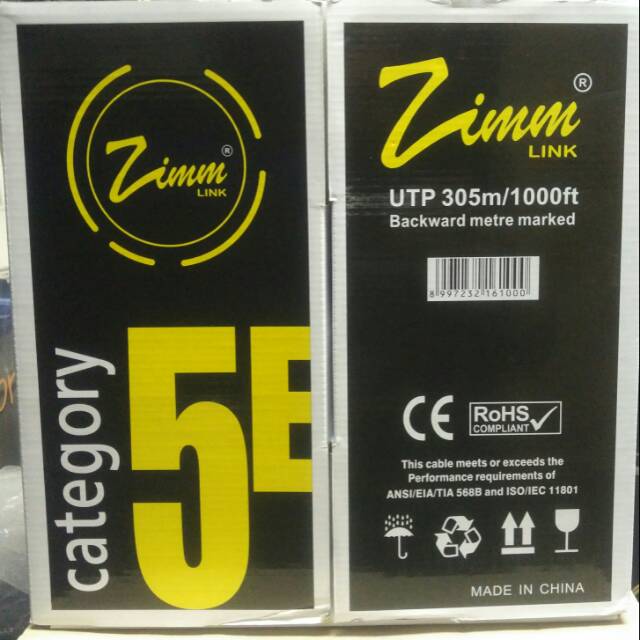 Zimm®
LINK
category
5E
Zimm®
LINK
UTP 305m/1000ft
Backward metre marked
8 997232 161000
CE
RoHS
COMPLIANT
This cable meets or exceeds the
Performance requirements of
ANSI/EIA/TIA 568B and ISO/IEC 11801
MADE IN CHINA